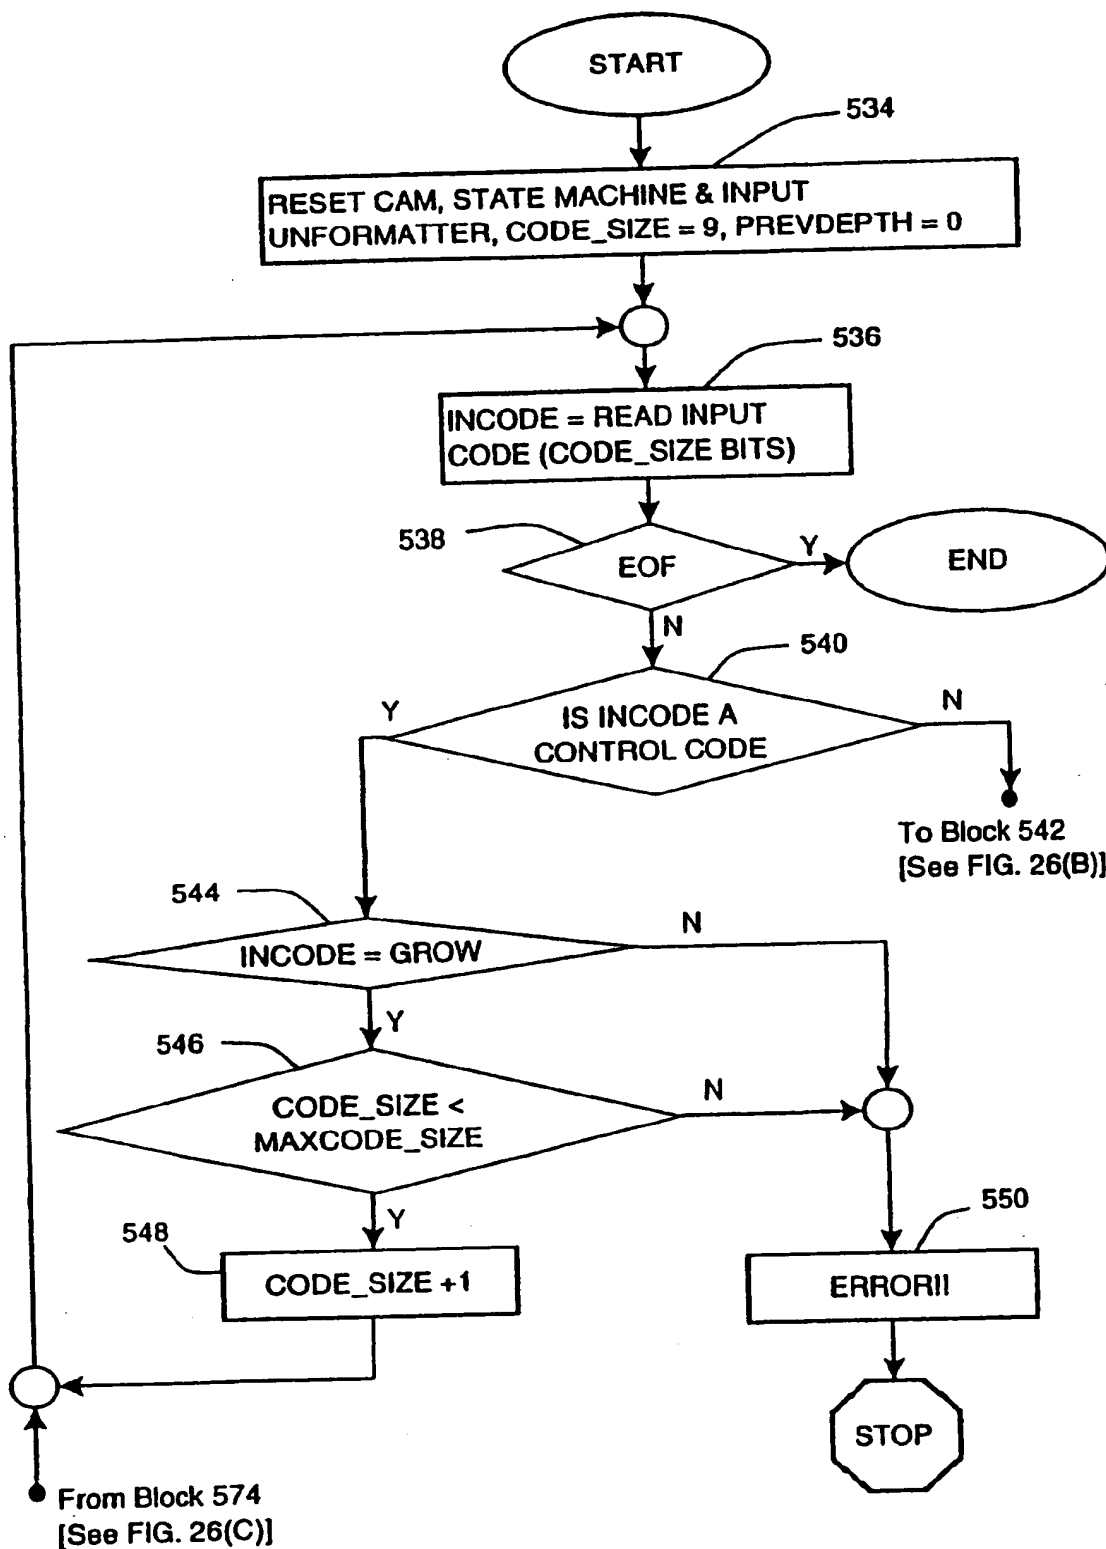 START
534
RESET CAM, STATE MACHINE & INPUT
UNFORMATTER, CODE_SIZE = 9, PREVDEPTH = 0
536
INCODE = READ INPUT
CODE (CODE_SIZE BITS)
538
EOF
Y
END
N
540
Y
IS INCODE A
CONTROL CODE
N
To Block 542
[See FIG. 26(B)]
544
INCODE = GROW
N
Y
546
CODE_SIZE <
MAXCODE_SIZE
N
Y
548
CODE_SIZE +1
550
ERROR!!
STOP
From Block 574
[See FIG. 26(C)]